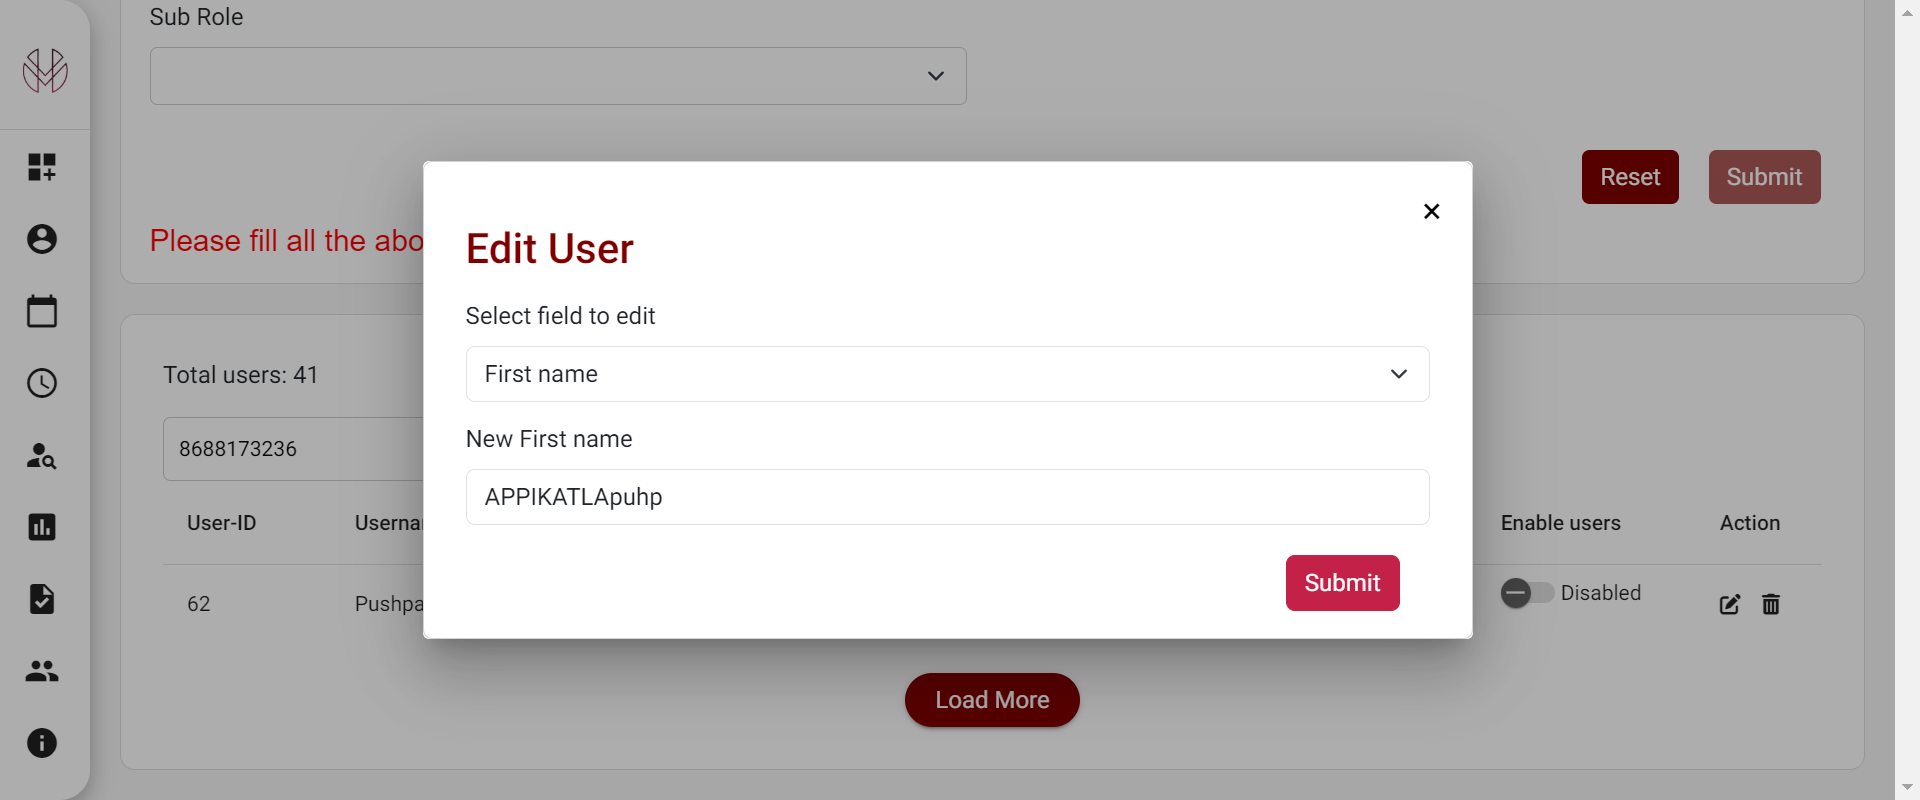 Sub Role
Reset
Submit
Please fill all the abo
Edit User
Select field to edit
First name
New First name
APPIKATLApuhp
Submit
Total users: 41
8688173236
User-ID
Userna
Enable users
Action
62
Pushpa
Disabled
Load More